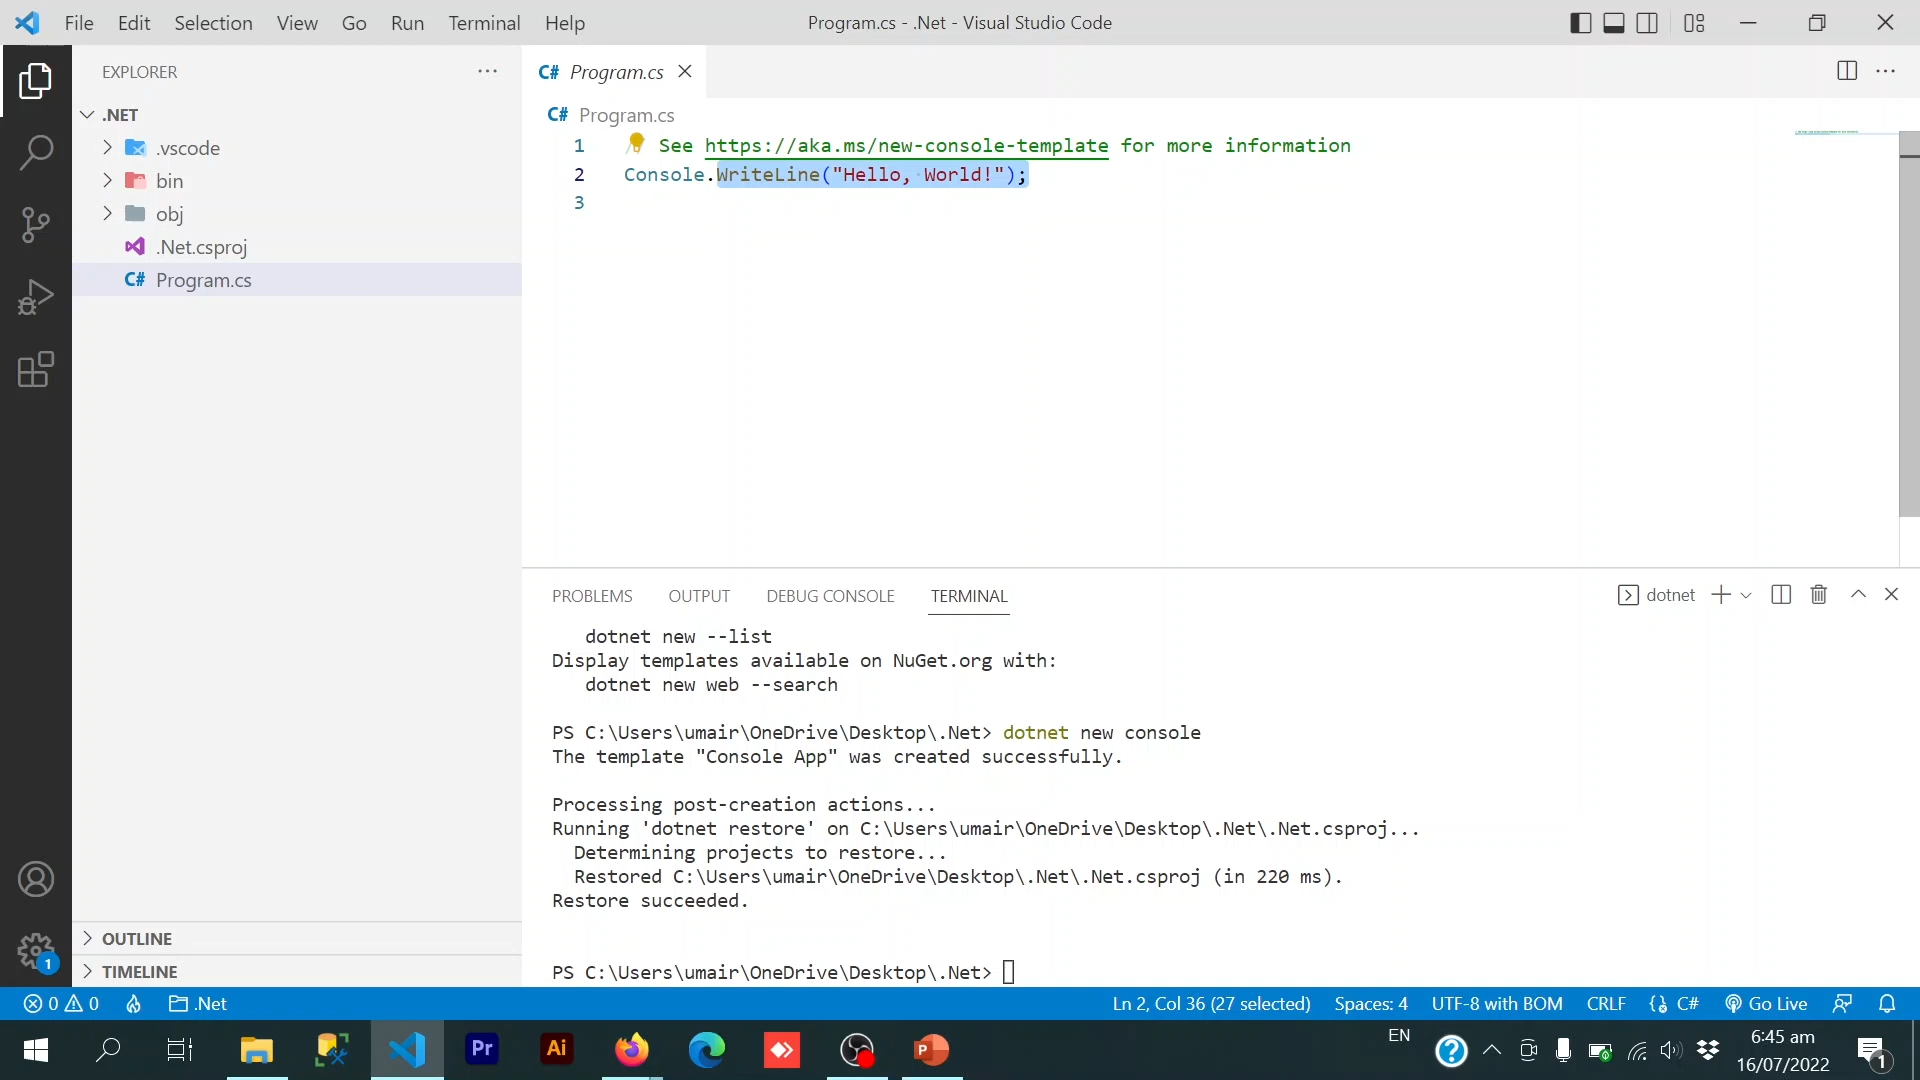 File Edit Selection View Go Run Terminal Help
Program.cs - .Net - Visual Studio Code
EXPLORER
.NET
.vscode
bin
obj
.Net.csproj
C# Program.cs
OUTLINE
TIMELINE
1
C# Program.cs
C# Program.cs
1 See https://aka.ms/new-console-template for more information
2 Console.WriteLine("Hello, World!");
3
PROBLEMS OUTPUT DEBUG CONSOLE TERMINAL
dotnet
dotnet new --list
Display templates available on NuGet.org with:
dotnet new web --search
PS C:\Users\umair\OneDrive\Desktop\.Net> dotnet new console
The template "Console App" was created successfully.
Processing post-creation actions...
Running 'dotnet restore' on C:\Users\umair\OneDrive\Desktop\.Net\.Net.csproj...
Determining projects to restore...
Restored C:\Users\umair\OneDrive\Desktop\.Net\.Net.csproj (in 220 ms).
Restore succeeded.
PS C:\Users\umair\OneDrive\Desktop\.Net>
0 0 .Net Ln 2, Col 36 (27 selected) Spaces: 4 UTF-8 with BOM CRLF C# Go Live
Pr Ai P EN ? 6:45 am
16/07/2022
1